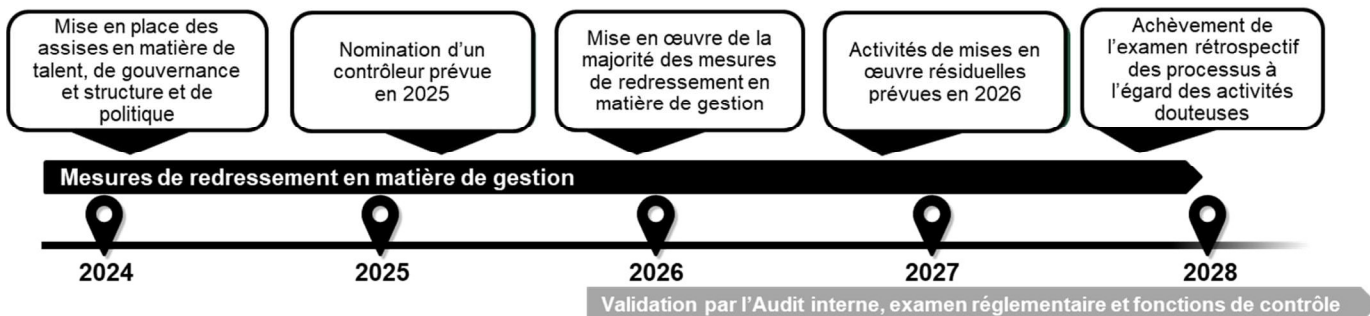 Mise en place des
assises en matière de
talent, de gouvernance
et structure et de
politique
Nomination d'un
contrôleur prévue
en 2025
Mise en œuvre de la
majorité des mesures
de redressement en
matière de gestion
Activités de mises en
œuvre résiduelles
prévues en 2026
Achèvement de
l'examen rétrospectif
des processus à
l'égard des activités
douteuses
Mesures de redressement en matière de gestion
2024
2025
2026
2027
2028
Validation par l'Audit interne, examen réglementaire et fonctions de contrôle